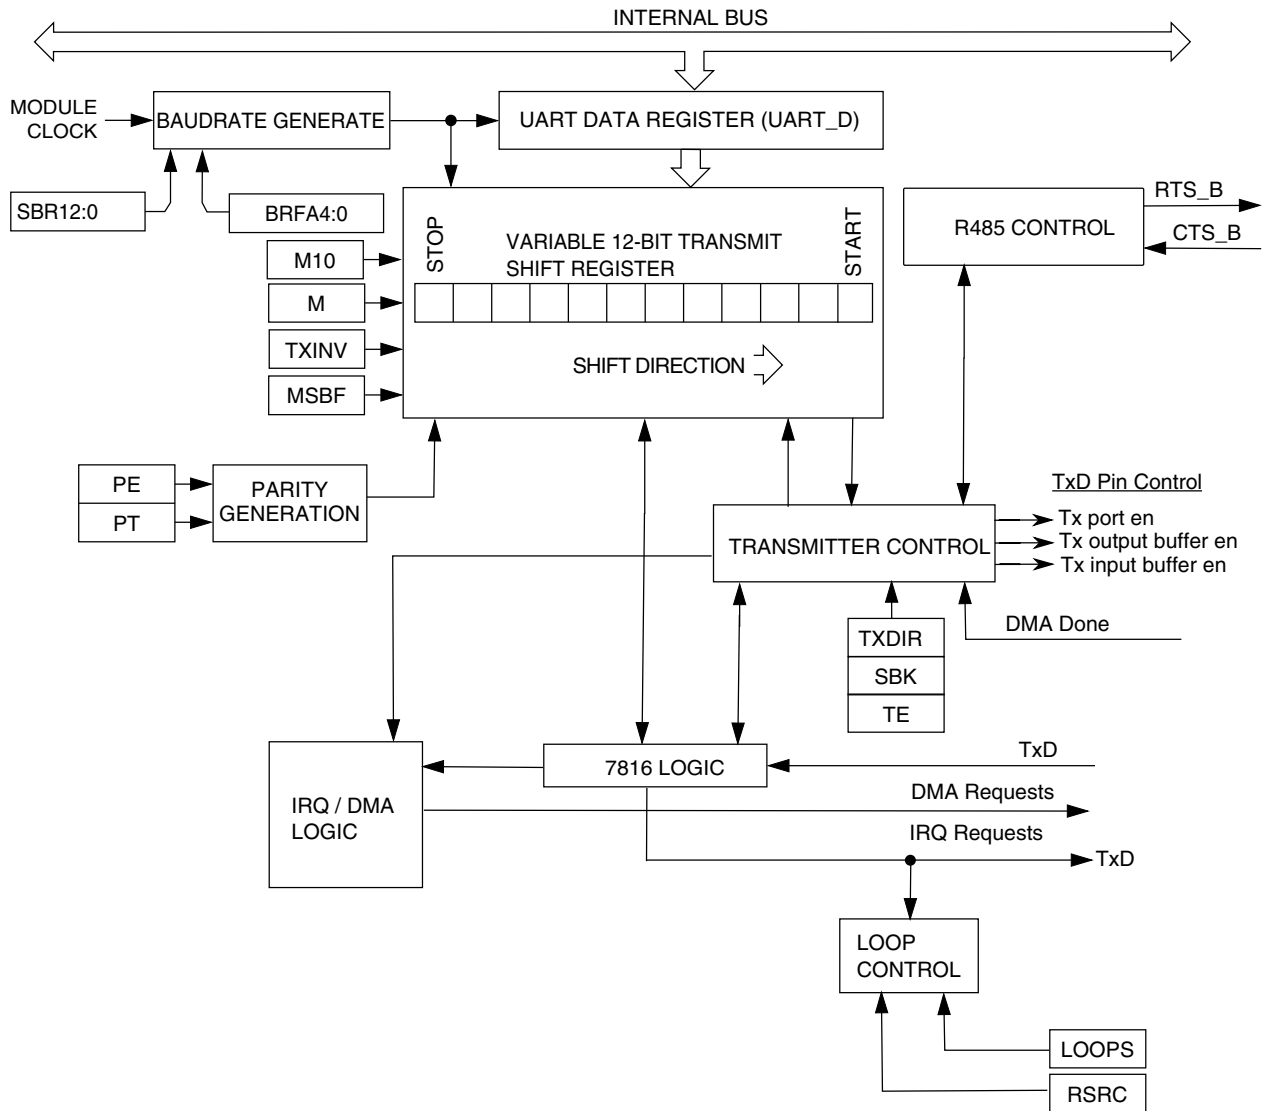 INTERNAL BUS
MODULE
CLOCK
BAUDRATE GENERATE
UART DATA REGISTER (UART_D)
SBR12:0
BRFA4:0
STOP
VARIABLE 12-BIT TRANSMIT
SHIFT REGISTER
START
R485 CONTROL
RTS_B
CTS_B
M10
M
TXINV
MSBF
SHIFT DIRECTION
PE
PT
PARITY
GENERATION
TRANSMITTER CONTROL
TxD Pin Control
Tx port en
Tx output buffer en
Tx input buffer en
DMA Done
TXDIR
SBK
TE
7816 LOGIC
TxD
IRQ / DMA
LOGIC
DMA Requests
IRQ Requests
TxD
LOOP
CONTROL
LOOPS
RSRC